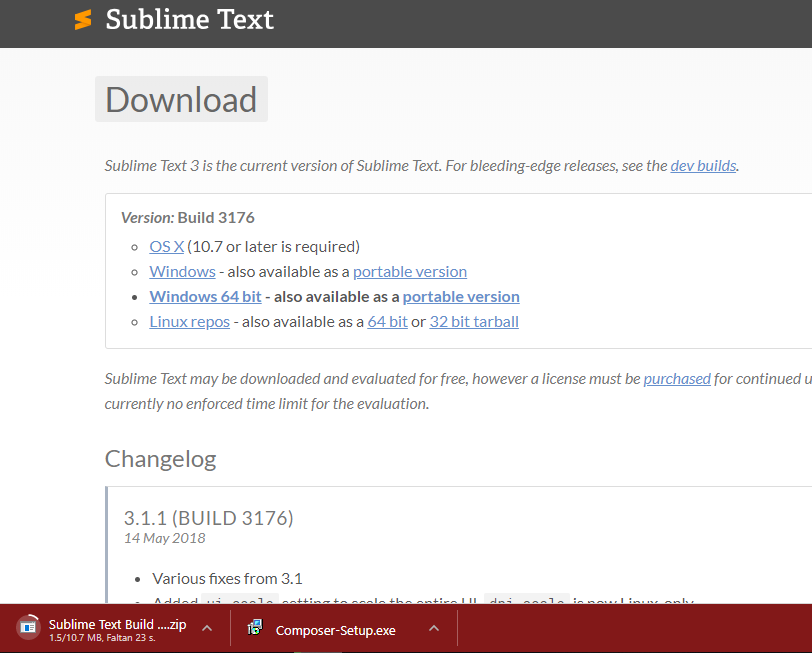 Sublime Text
Download
Sublime Text 3 is the current version of Sublime Text. For bleeding-edge releases, see the dev builds.
Version: Build 3176
OS X (10.7 or later is required)
Windows - also available as a portable version
Windows 64 bit - also available as a portable version
Linux repos - also available as a 64 bit or 32 bit tarball
Sublime Text may be downloaded and evaluated for free, however a license must be purchased for continued u
currently no enforced time limit for the evaluation.
Changelog
3.1.1 (BUILD 3176)
14 May 2018
Various fixes from 3.1
Added ui_scale setting to scale the entire UI. dpi_scale is now Linux-only
Sublime Text Build ....zip
1.5/10.7 MB, Faltan 23 s.
Composer-Setup.exe